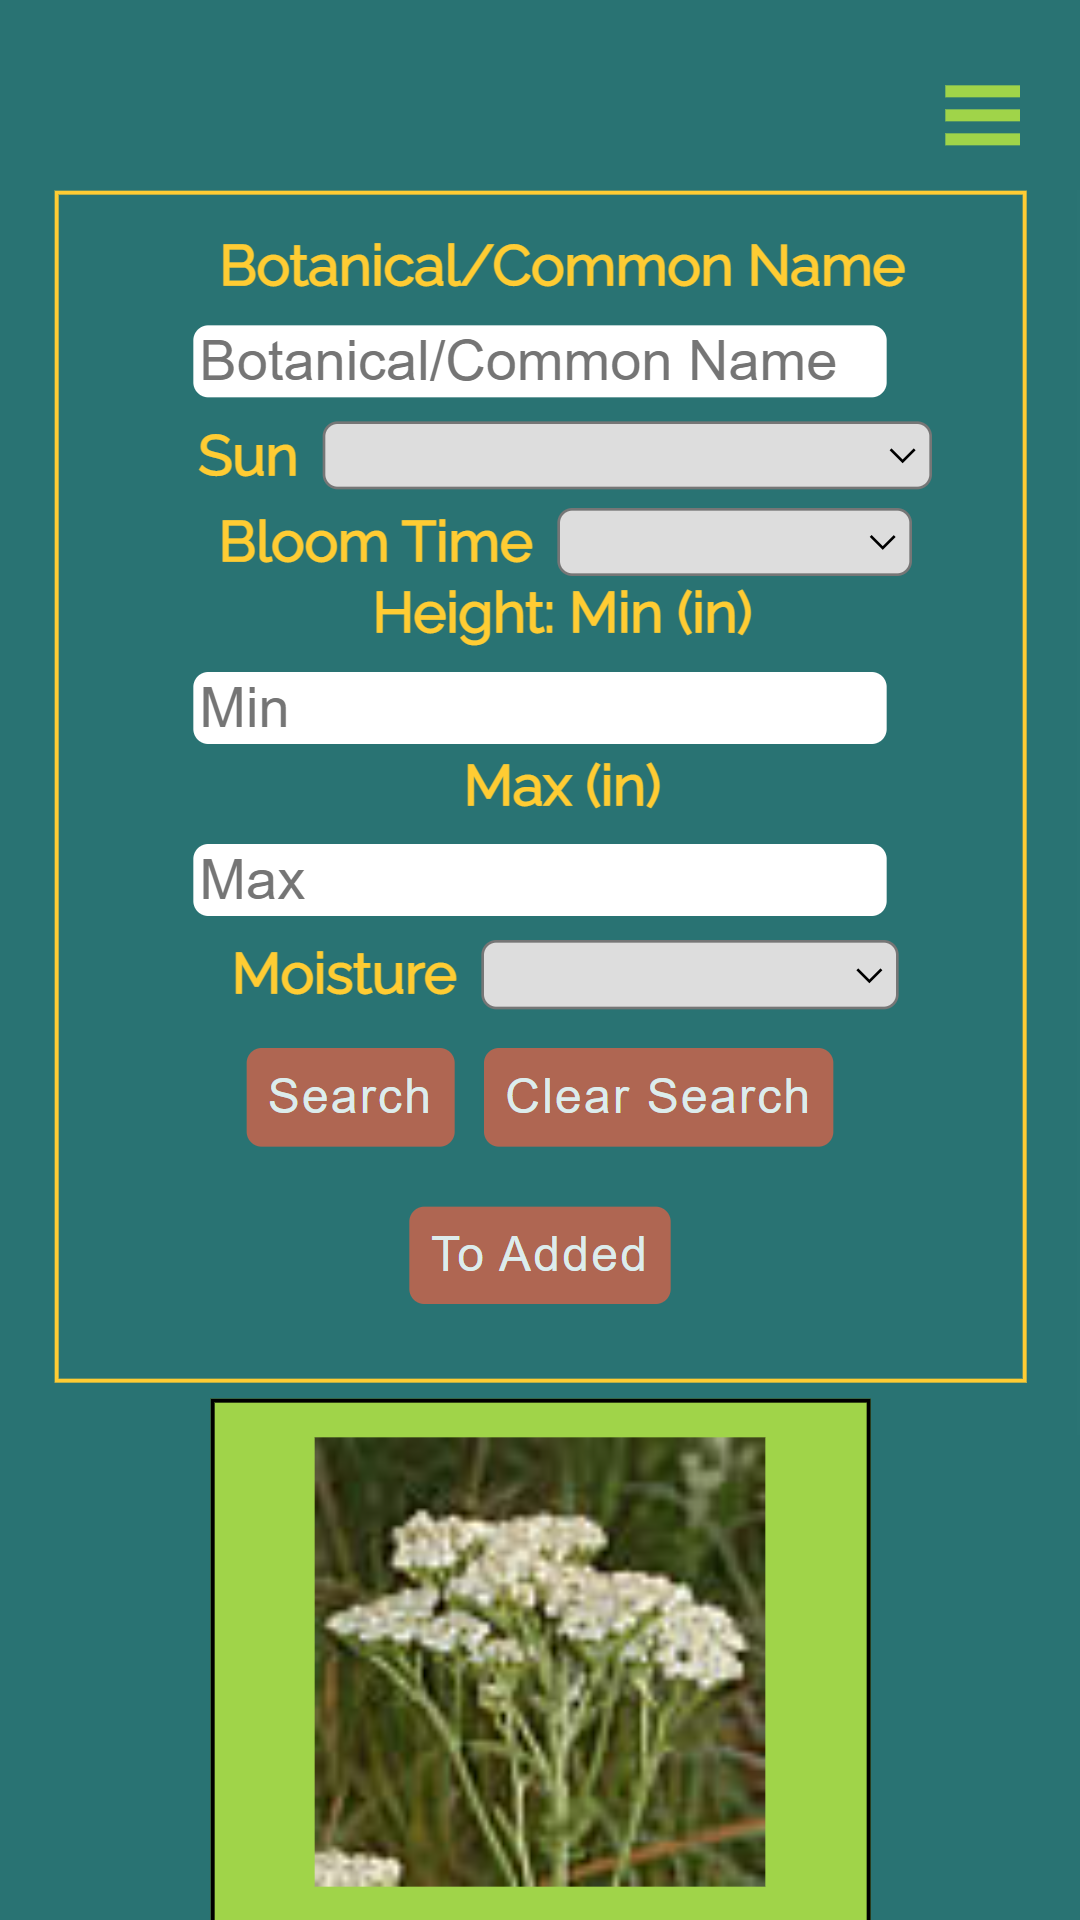 Botanical/Common Name
Botanical/Common Name
Sun
Bloom Time
Height: Min (in)
Min
Max (in)
Max
Moisture
Search Clear Search
To Added